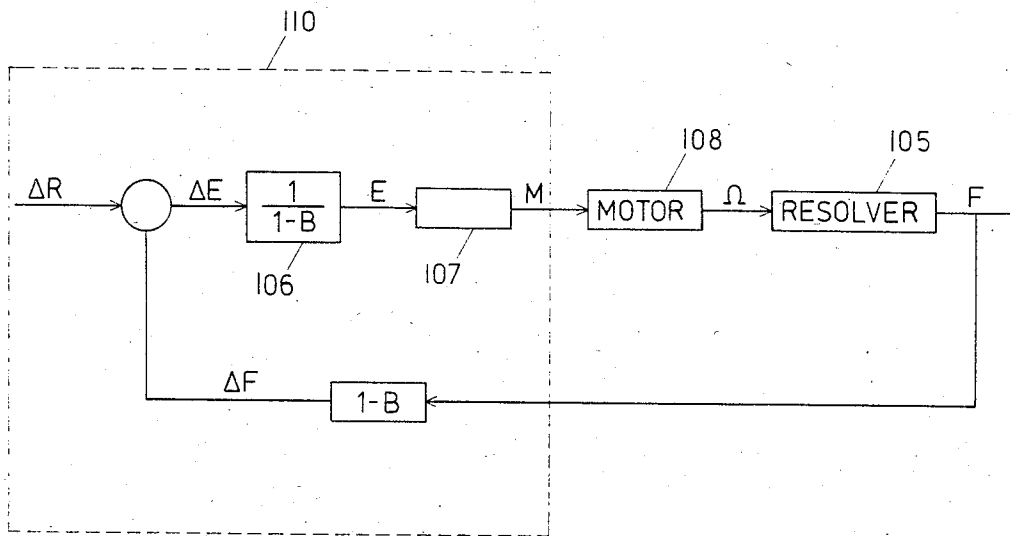 110
108
105
ΔR
ΔE
1
1-B
E
M
MOTOR
Ω
RESOLVER
F
106
107
ΔF
1-B